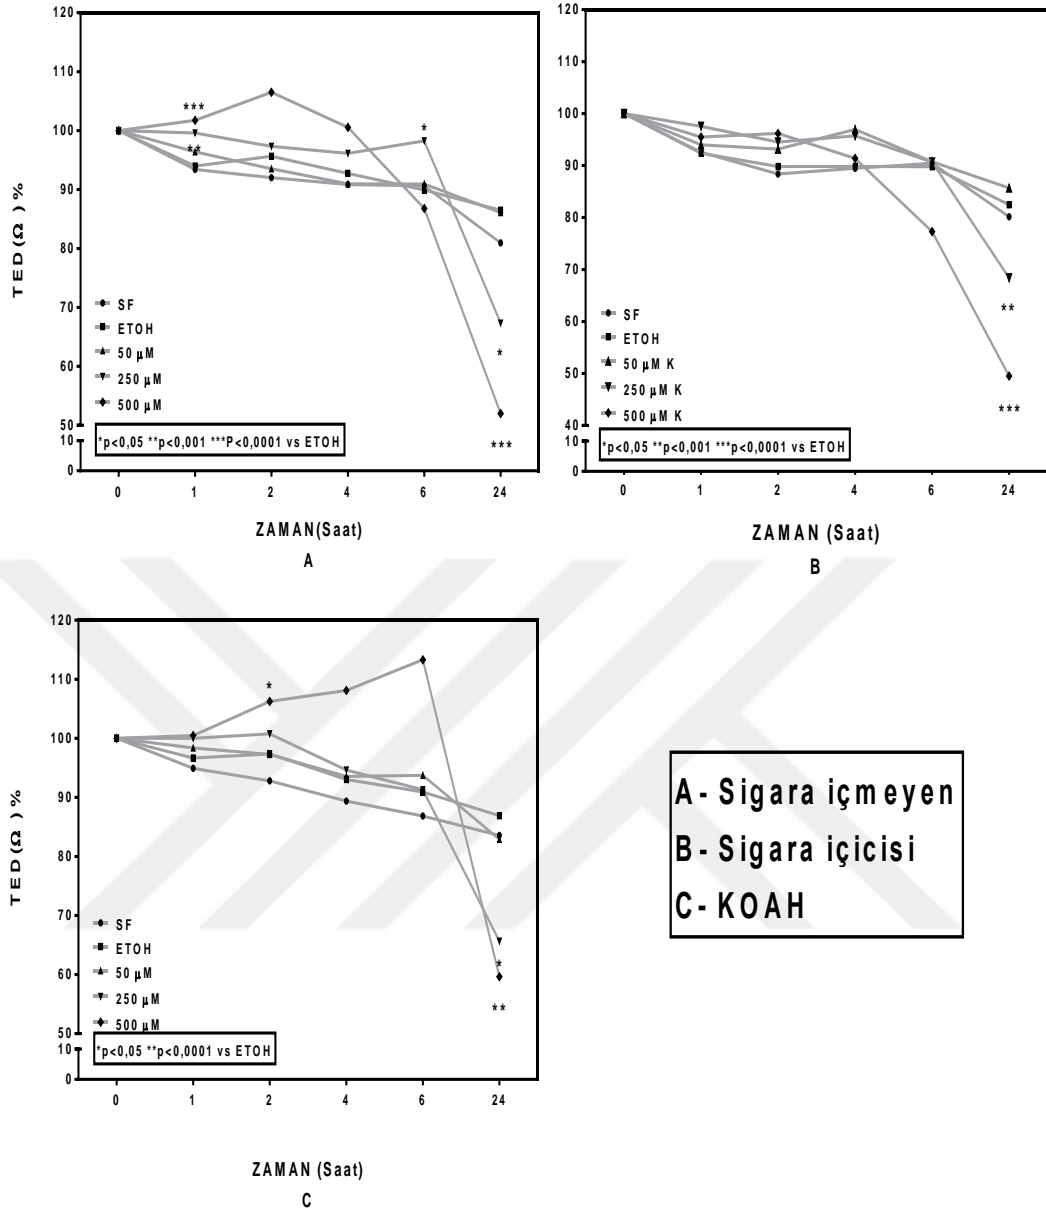 120
110
100
90
80
70
60
50
10
0
TED(Ω)%
***
**
*
*
***
SF
ETOH
50 µM
250 µM
500 µM
*p<0,05 **p<0,001 ***P<0,0001 vs ETOH
0 1 2 4 6 24
ZAMAN(Saat)
A
120
110
100
90
80
70
60
50
40
10
0
**
***
SF
ETOH
50 µM K
250 µM K
500 µM K
*p<0,05 **p<0,001 ***p<0,0001 vs ETOH
0 1 2 4 6 24
ZAMAN (Saat)
B
120
110
100
90
80
70
60
50
10
0
TED(Ω)%
*
*
**
SF
ETOH
50 µM
250 µM
500 µM
*p<0,05 **p<0,0001 vs ETOH
0 1 2 4 6 24
ZAMAN (Saat)
C
A- Sigara içmeyen
B- Sigara içicisi
C- KOAH